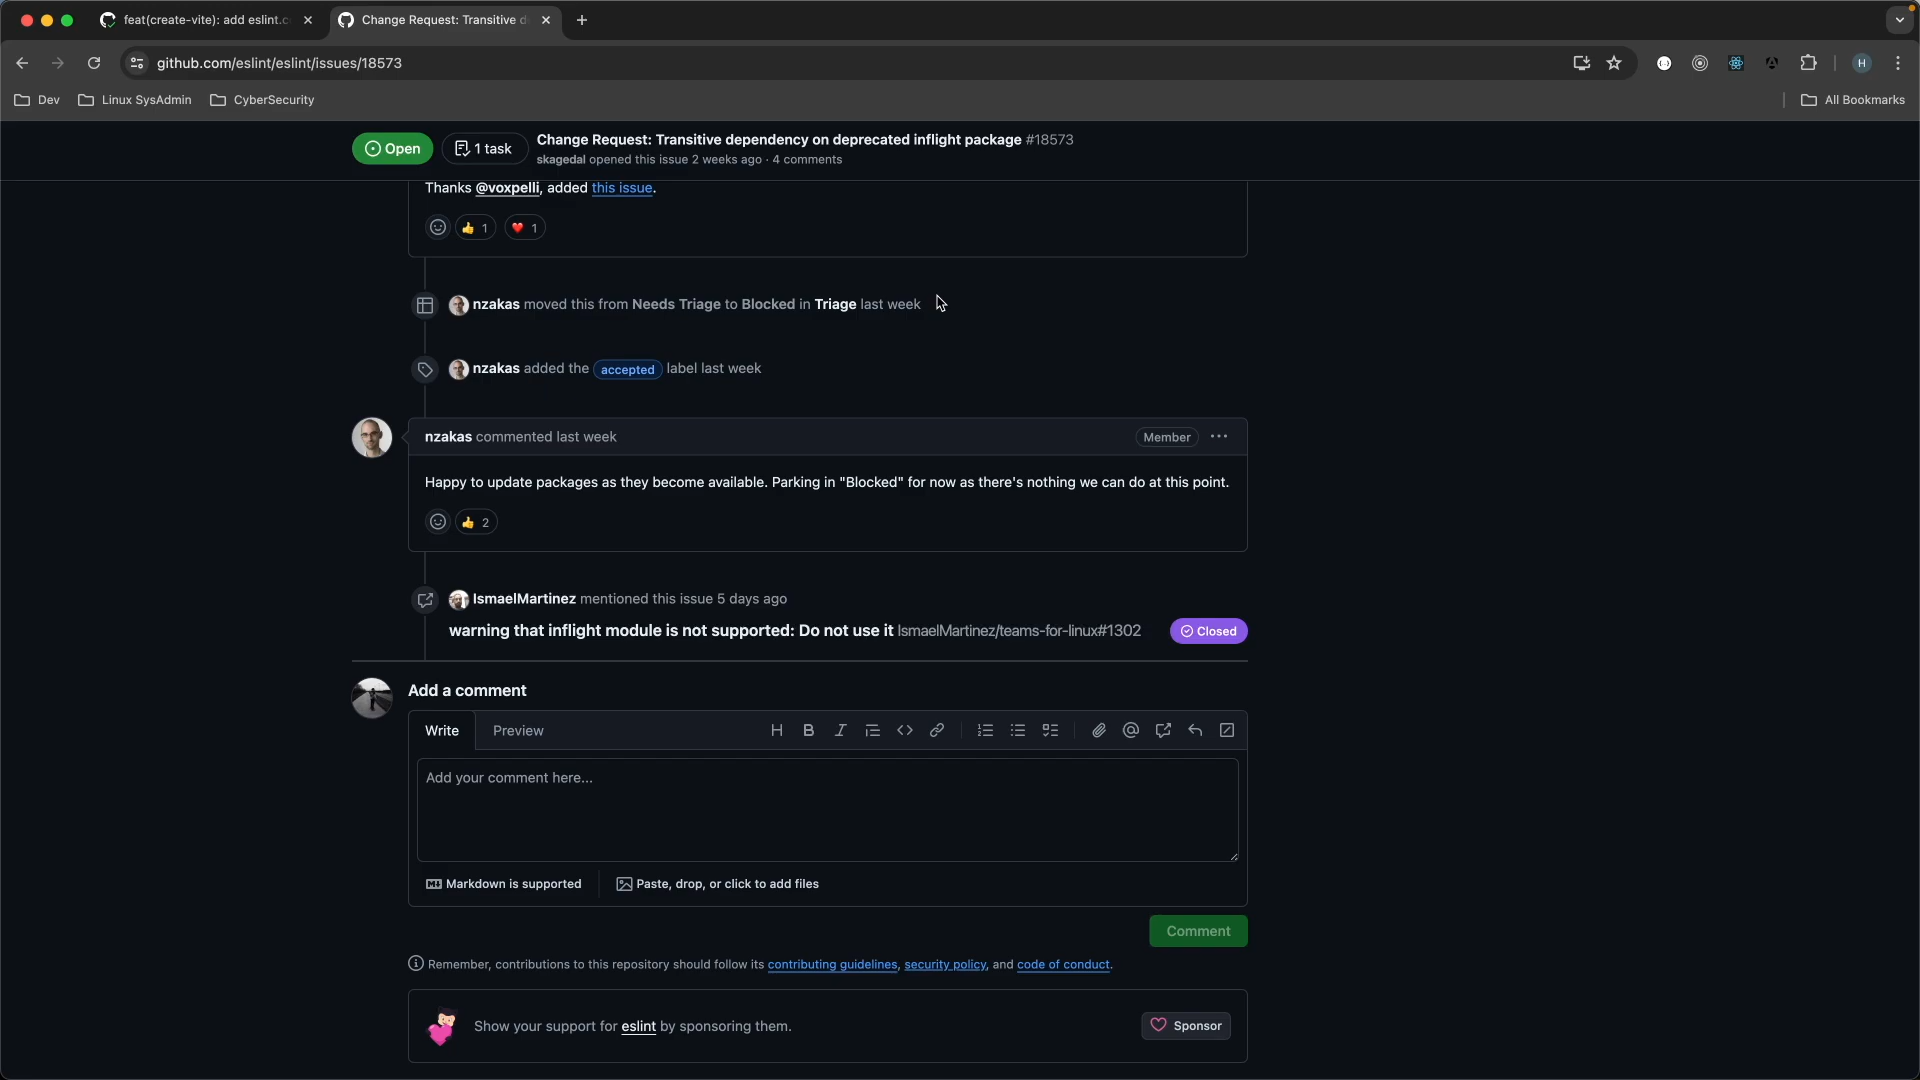 feat(create-vite): add eslint.c
Change Request: Transitive d
github.com/eslint/eslint/issues/18573
H
Dev
Linux SysAdmin
CyberSecurity
All Bookmarks
Open
1 task
Change Request: Transitive dependency on deprecated inflight package #18573
skagedal opened this issue 2 weeks ago · 4 comments
Thanks @voxpelli, added this issue.
👍 1
❤️ 1
nzakas moved this from Needs Triage to Blocked in Triage last week
nzakas added the accepted label last week
nzakas commented last week
Member
Happy to update packages as they become available. Parking in "Blocked" for now as there's nothing we can do at this point.
👍 2
IsmaelMartinez mentioned this issue 5 days ago
warning that inflight module is not supported: Do not use it IsmaelMartinez/teams-for-linux#1302
Closed
Add a comment
Write
Preview
Add your comment here...
Markdown is supported
Paste, drop, or click to add files
Comment
Remember, contributions to this repository should follow its contributing guidelines, security policy, and code of conduct.
Show your support for eslint by sponsoring them.
Sponsor